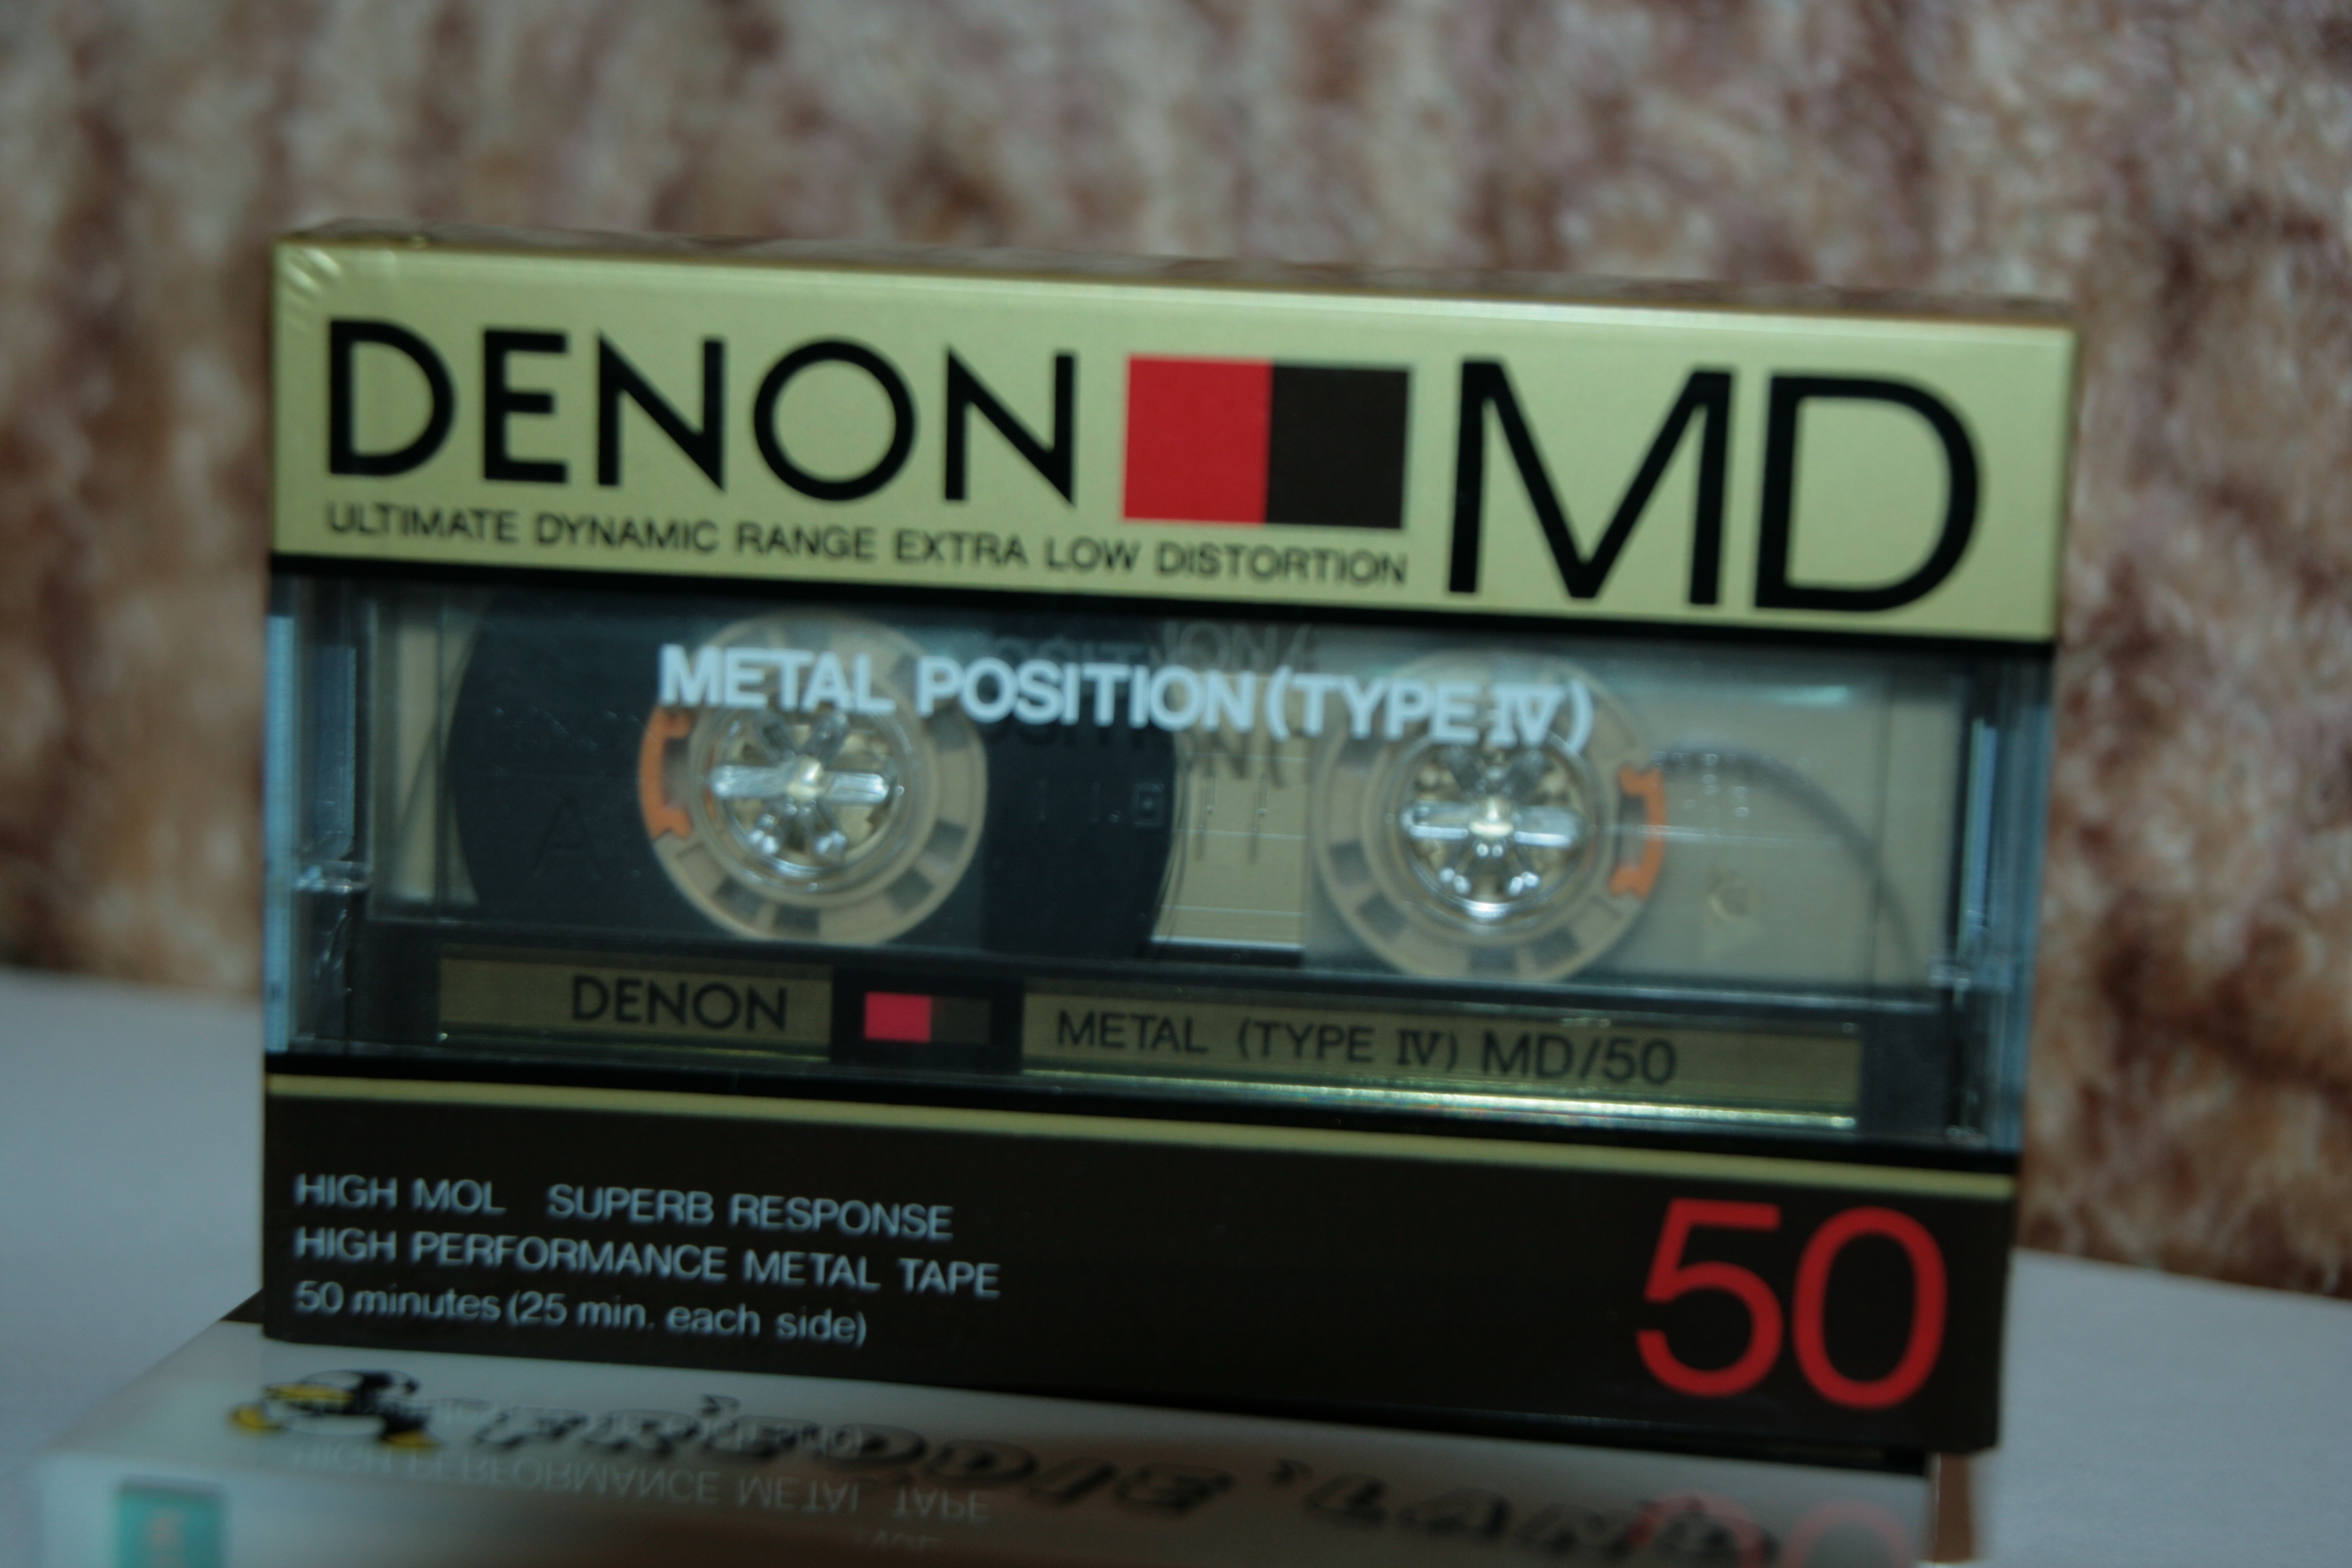 DENON MD
ULTIMATE DYNAMIC RANGE EXTRA LOW DISTORTION
METAL POSITION (TYPE IV)
A
DENON METAL (TYPE IV) MD/50
HIGH MOL SUPERB RESPONSE
HIGH PERFORMANCE METAL TAPE
50 minutes (25 min. each side)
50